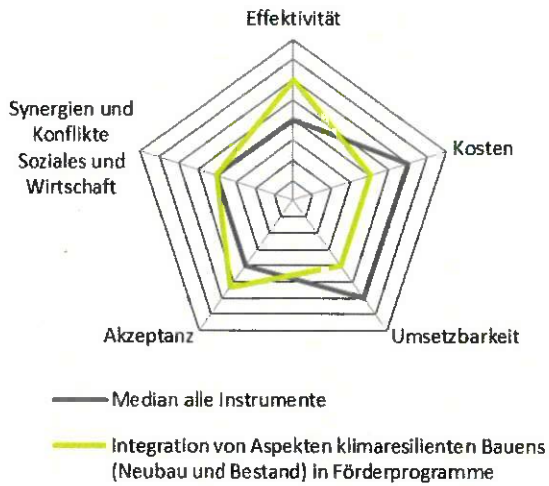 Effektivität
Synergien und
Konflikte
Soziales und
Wirtschaft
Kosten
Akzeptanz
Umsetzbarkeit
Median alle Instrumente
Integration von Aspekten klimaresilienten Bauens
(Neubau und Bestand) in Förderprogramme